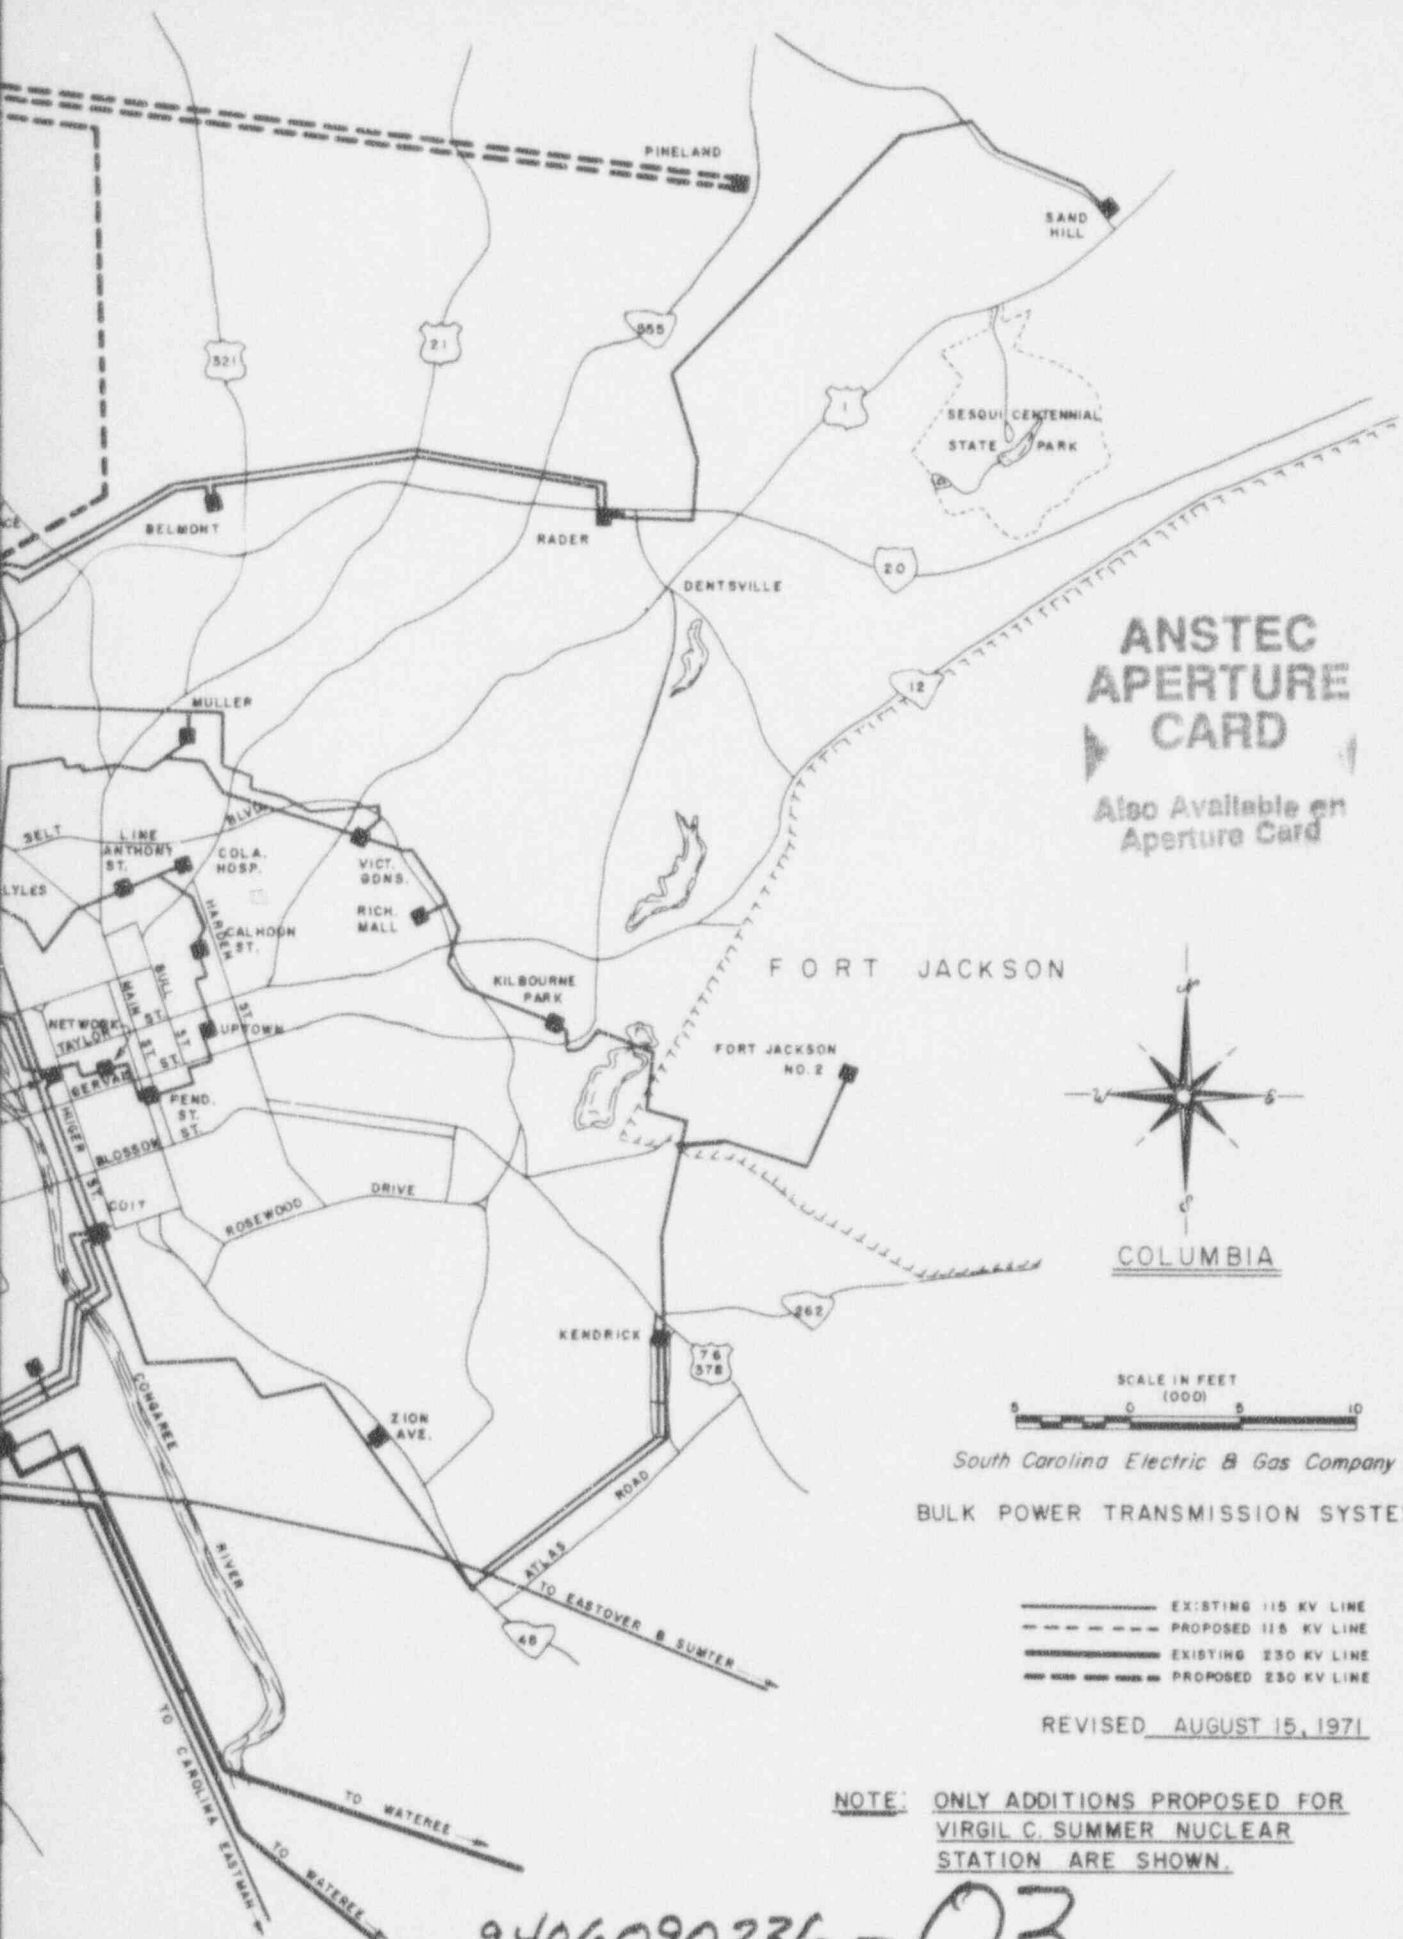 PINELAND
SAND
HILL
321
21
555
1
SESQUI CENTENNIAL
STATE PARK
BELMONT
RADER
20
DENTSVILLE
ANSTEC
APERTURE
CARD
Also Available on
Aperture Card
12
MULLER
BELT
BLVD.
LINE
ANTHONY
ST.
COLA.
HOSP.
VICT.
GDNS.
LYLES
RICH.
MALL
HARDEN
ST.
CALHOUN
ST.
FORT JACKSON
KILBOURNE
PARK
BULL
ST.
MAIN
ST.
NETWORK
TAYLOR
ST.
ST.
UPTOWN
FORT JACKSON
NO. 2
GERVAIS
PEND.
ST.
ST.
HUGER
ST.
BLOSSOM
COIT
ROSEWOOD
DRIVE
N
W
E
S
COLUMBIA
262
KENDRICK
76
378
SCALE IN FEET
(000)
5 0 5 10
South Carolina Electric & Gas Company
BULK POWER TRANSMISSION SYSTE
CONGAREE
RIVER
ZION
AVE.
ATLAS
ROAD
TO EASTOVER & SUMTER
48
EXISTING 115 KV LINE
PROPOSED 115 KV LINE
EXISTING 230 KV LINE
PROPOSED 230 KV LINE
REVISED AUGUST 15, 1971
TO CAROLINA EASTMAN
TO WATEREE
TO WATEREE
NOTE: ONLY ADDITIONS PROPOSED FOR
VIRGIL C. SUMMER NUCLEAR
STATION ARE SHOWN.
9406090236-03